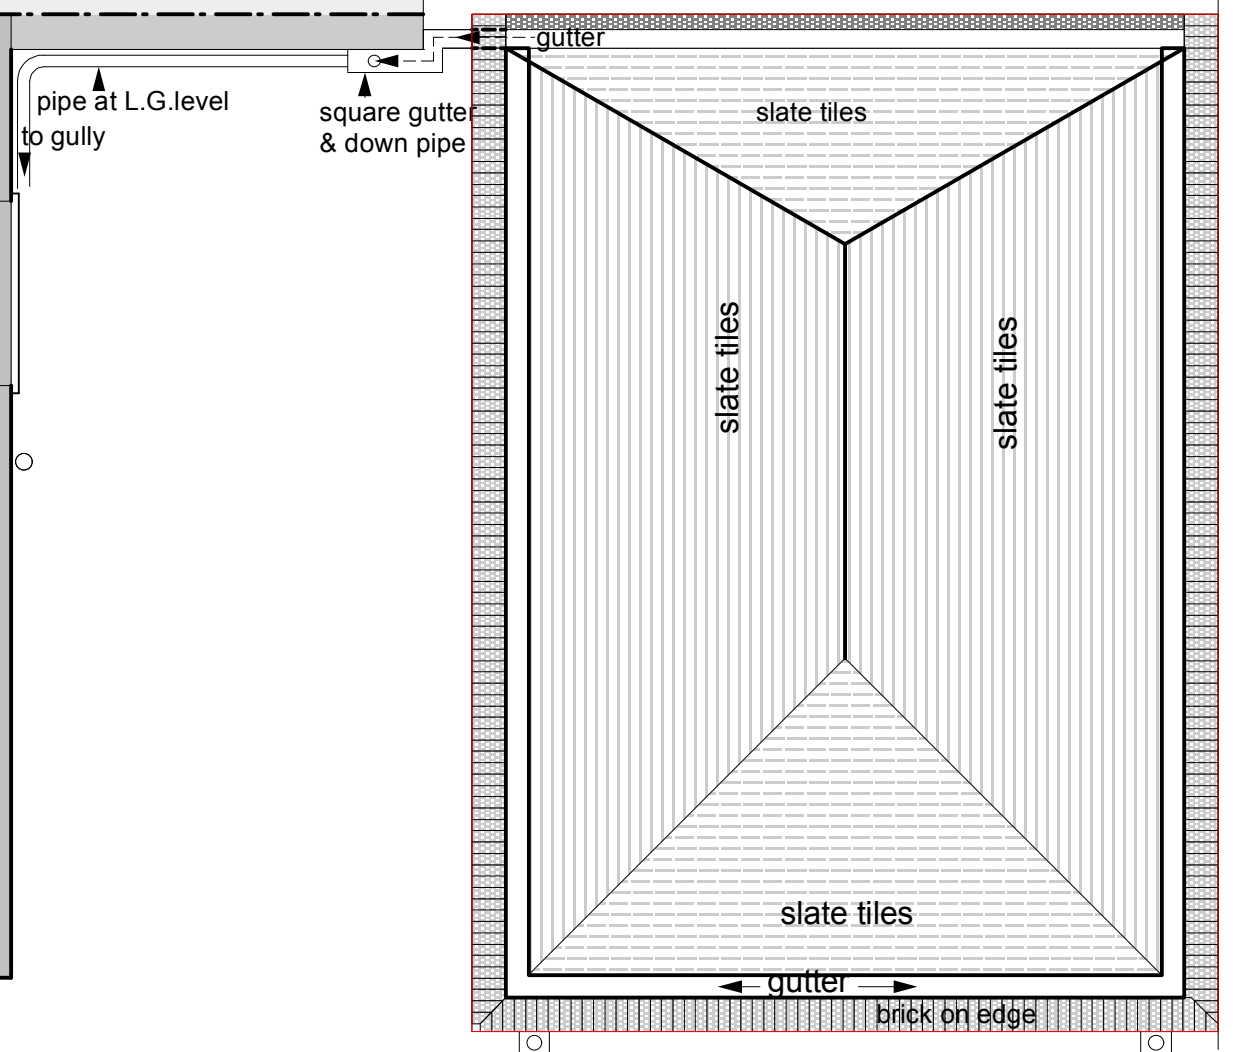 gutter
pipe at L.G.level
to gully
square gutter
& down pipe
slate tiles
slate tiles
slate tiles
slate tiles
gutter
brick on edge